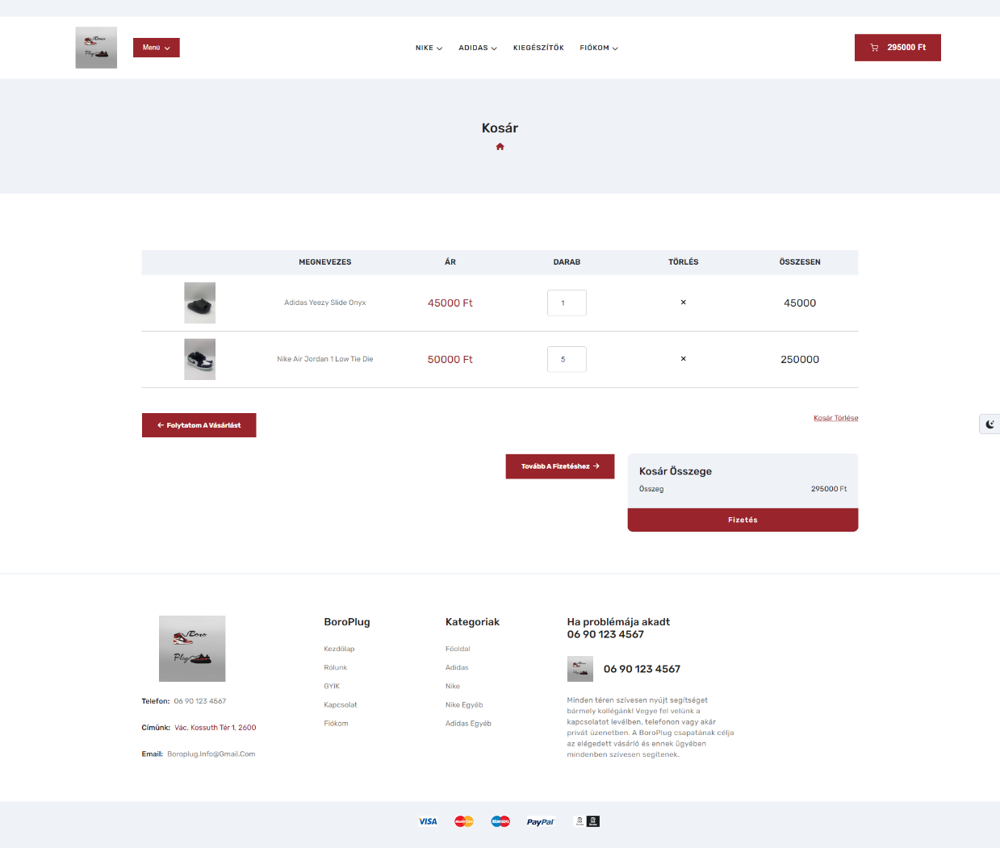 Boro
Plug
Menü
NIKE
ADIDAS
KIEGÉSZÍTŐK
FIÓKOM
295000 Ft
Kosár
MEGNEVEZES ÁR DARAB TÖRLÉS ÖSSZESEN
Adidas Yeezy Slide Onyx 45000 Ft 1 × 45000
Nike Air Jordan 1 Low Tie Die 50000 Ft 5 × 250000
← Folytatom A Vásárlást
Kosár Törlése
Tovább A Fizetéshez →
Kosár Összege
Összeg 295000 Ft
Fizetés
Boro
Plug
Telefon: 06 90 123 4567
Címünk: Vác, Kossuth Tér 1, 2600
Email: Boroplug.Info@Gmail.Com
BoroPlug
Kezdőlap
Rólunk
GYIK
Kapcsolat
Fiókom
Kategoriak
Főoldal
Adidas
Nike
Nike Egyéb
Adidas Egyéb
Ha problémája akadt
06 90 123 4567
06 90 123 4567
Minden téren szívesen nyújt segítséget
bármely kollégánk! Vegye fel velünk a
kapcsolatot levélben, telefonon vagy akár
privát üzenetben. A BoroPlug csapatának célja
az elégedett vásárló és ennek ügyében
mindenben szívesen segítenek.
VISA
MasterCard
Maestro
PayPal